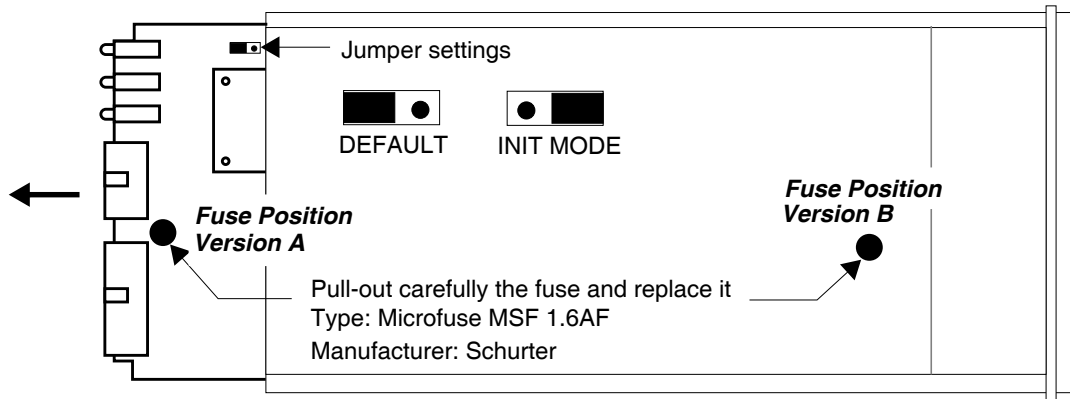 Jumper settings
DEFAULT
INIT MODE
Fuse Position
Version A
Fuse Position
Version B
Pull-out carefully the fuse and replace it
Type: Microfuse MSF 1.6AF
Manufacturer: Schurter